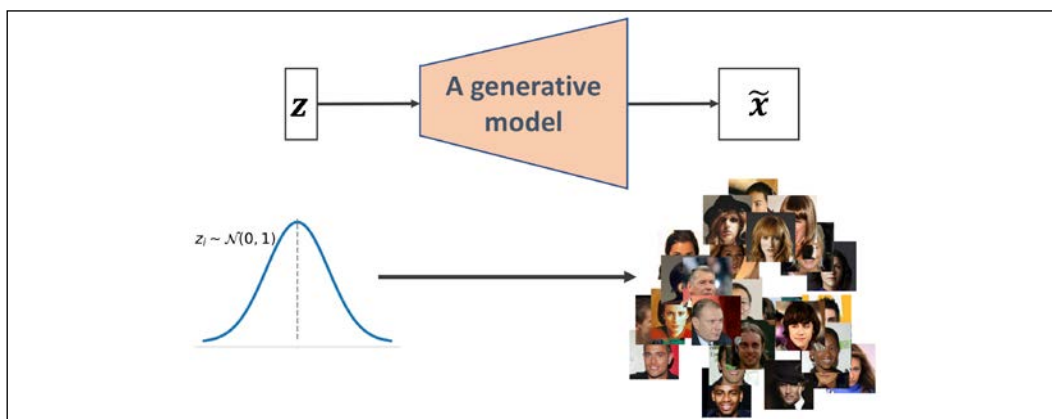 z
A generative
model
x̃
zᵢ ~ 𝒩(0, 1)